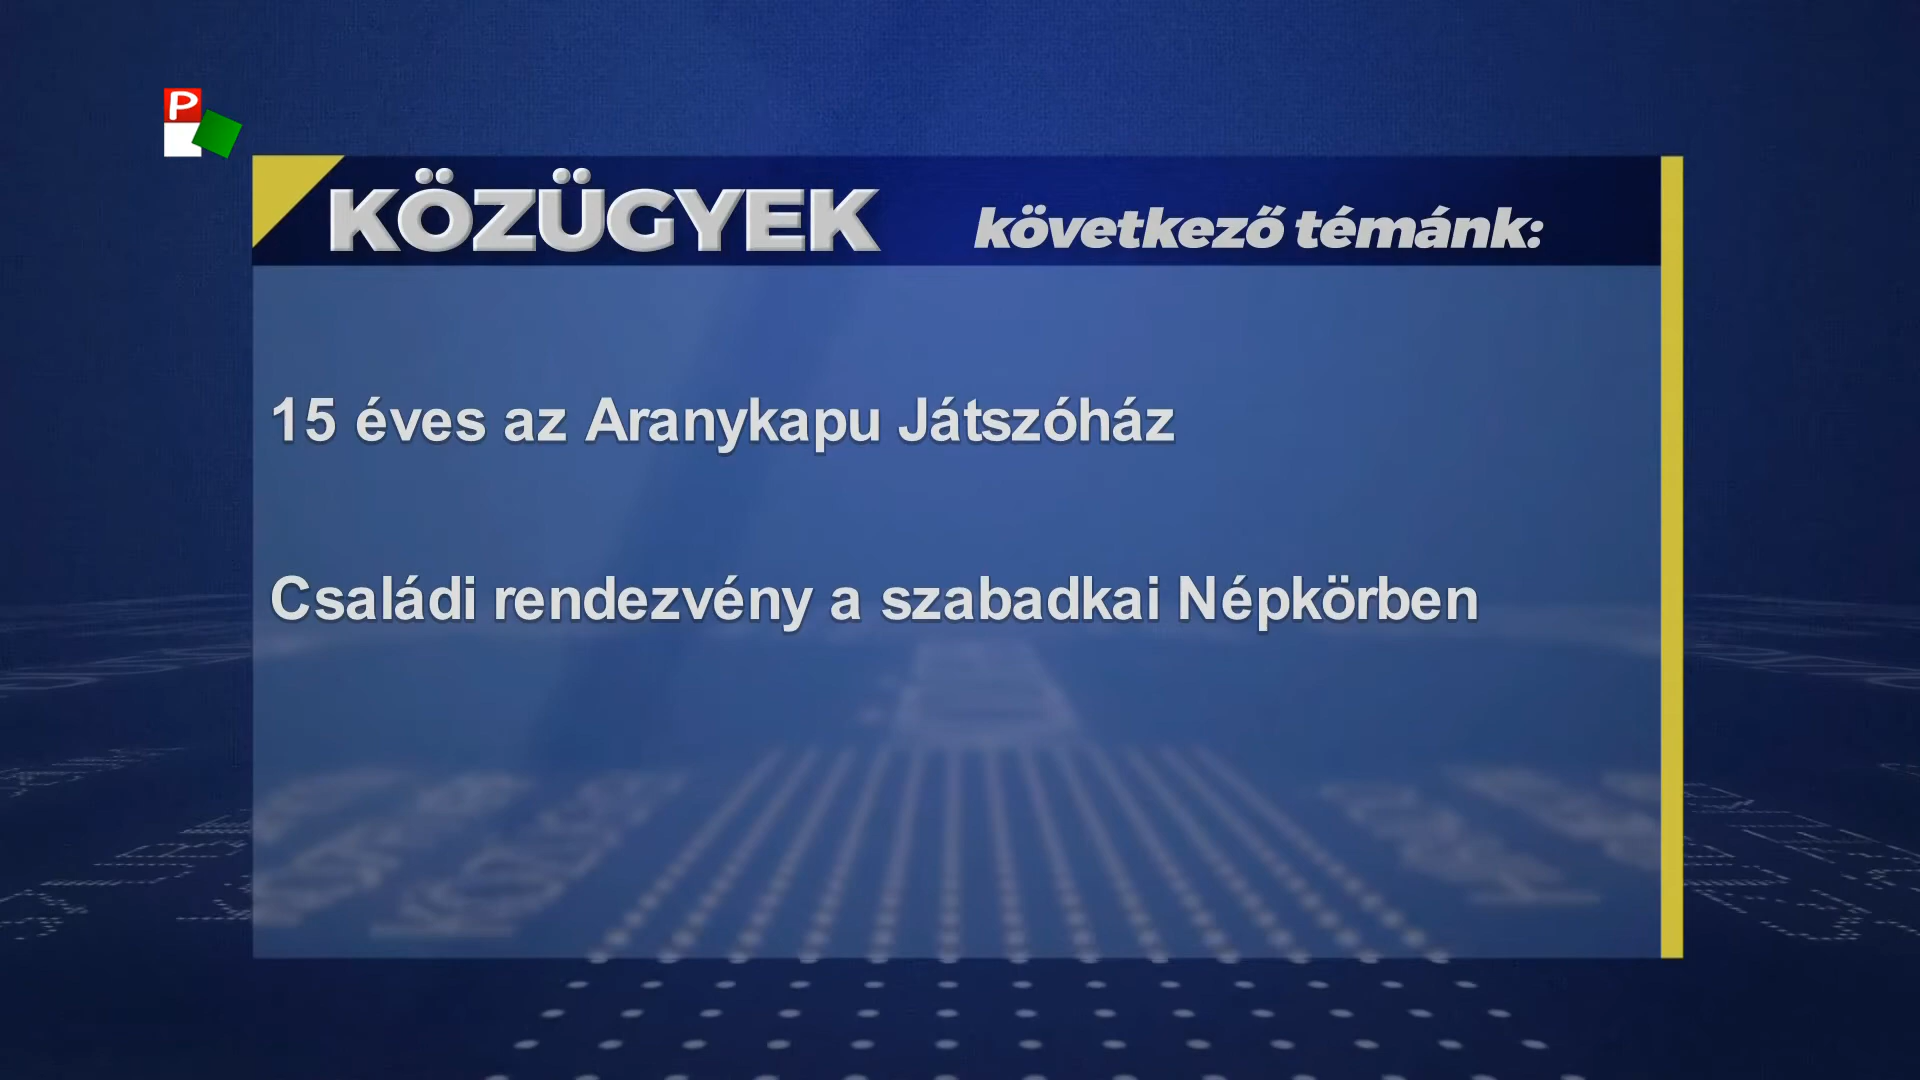 P
KÖZÜGYEK következő témánk:
15 éves az Aranykapu Játszóház
Családi rendezvény a szabadkai Népkörben